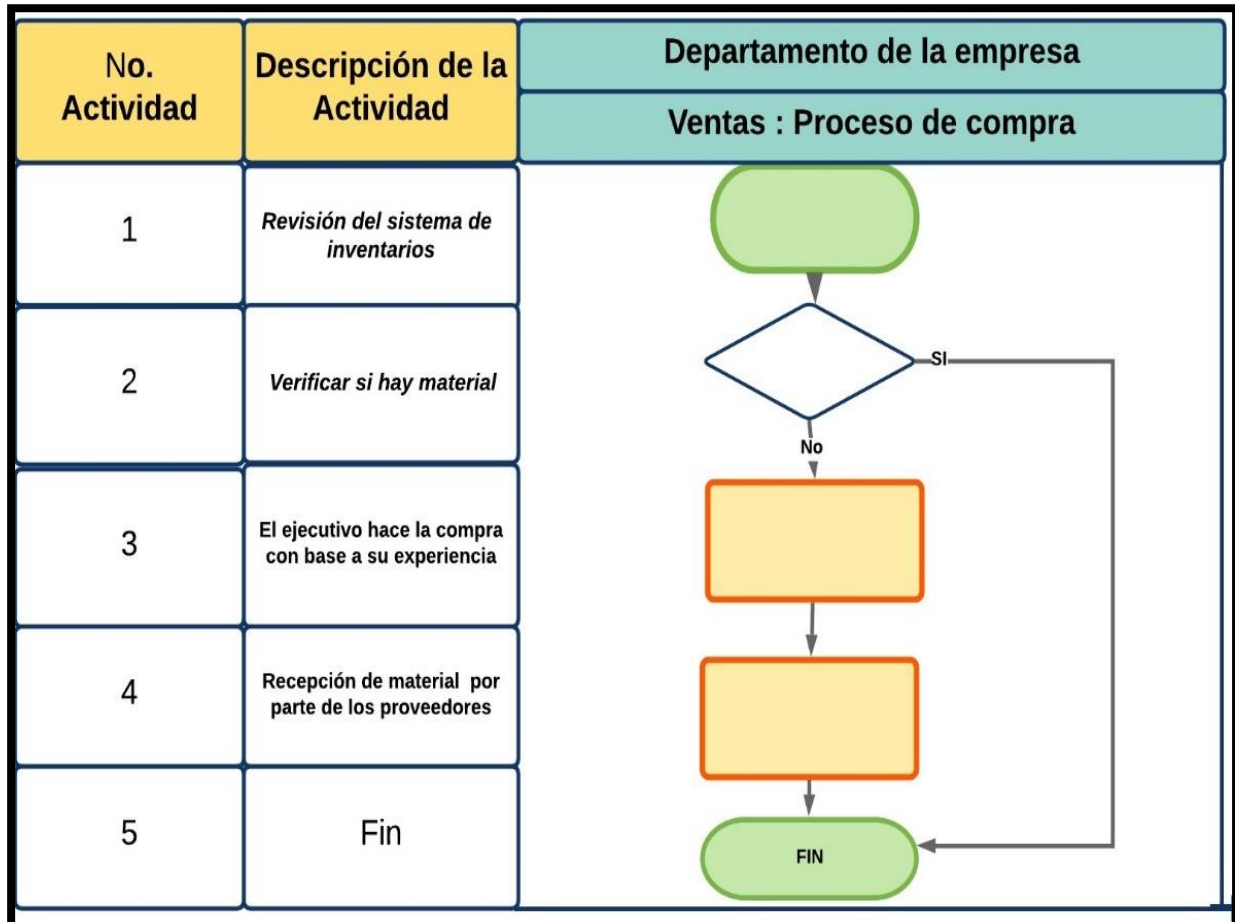 No.
Actividad
Descripción de la
Actividad
Departamento de la empresa
Ventas : Proceso de compra
1
Revisión del sistema de
inventarios
2
Verificar si hay material
SI
No
3
El ejecutivo hace la compra
con base a su experiencia
4
Recepción de material por
parte de los proveedores
5
Fin
FIN